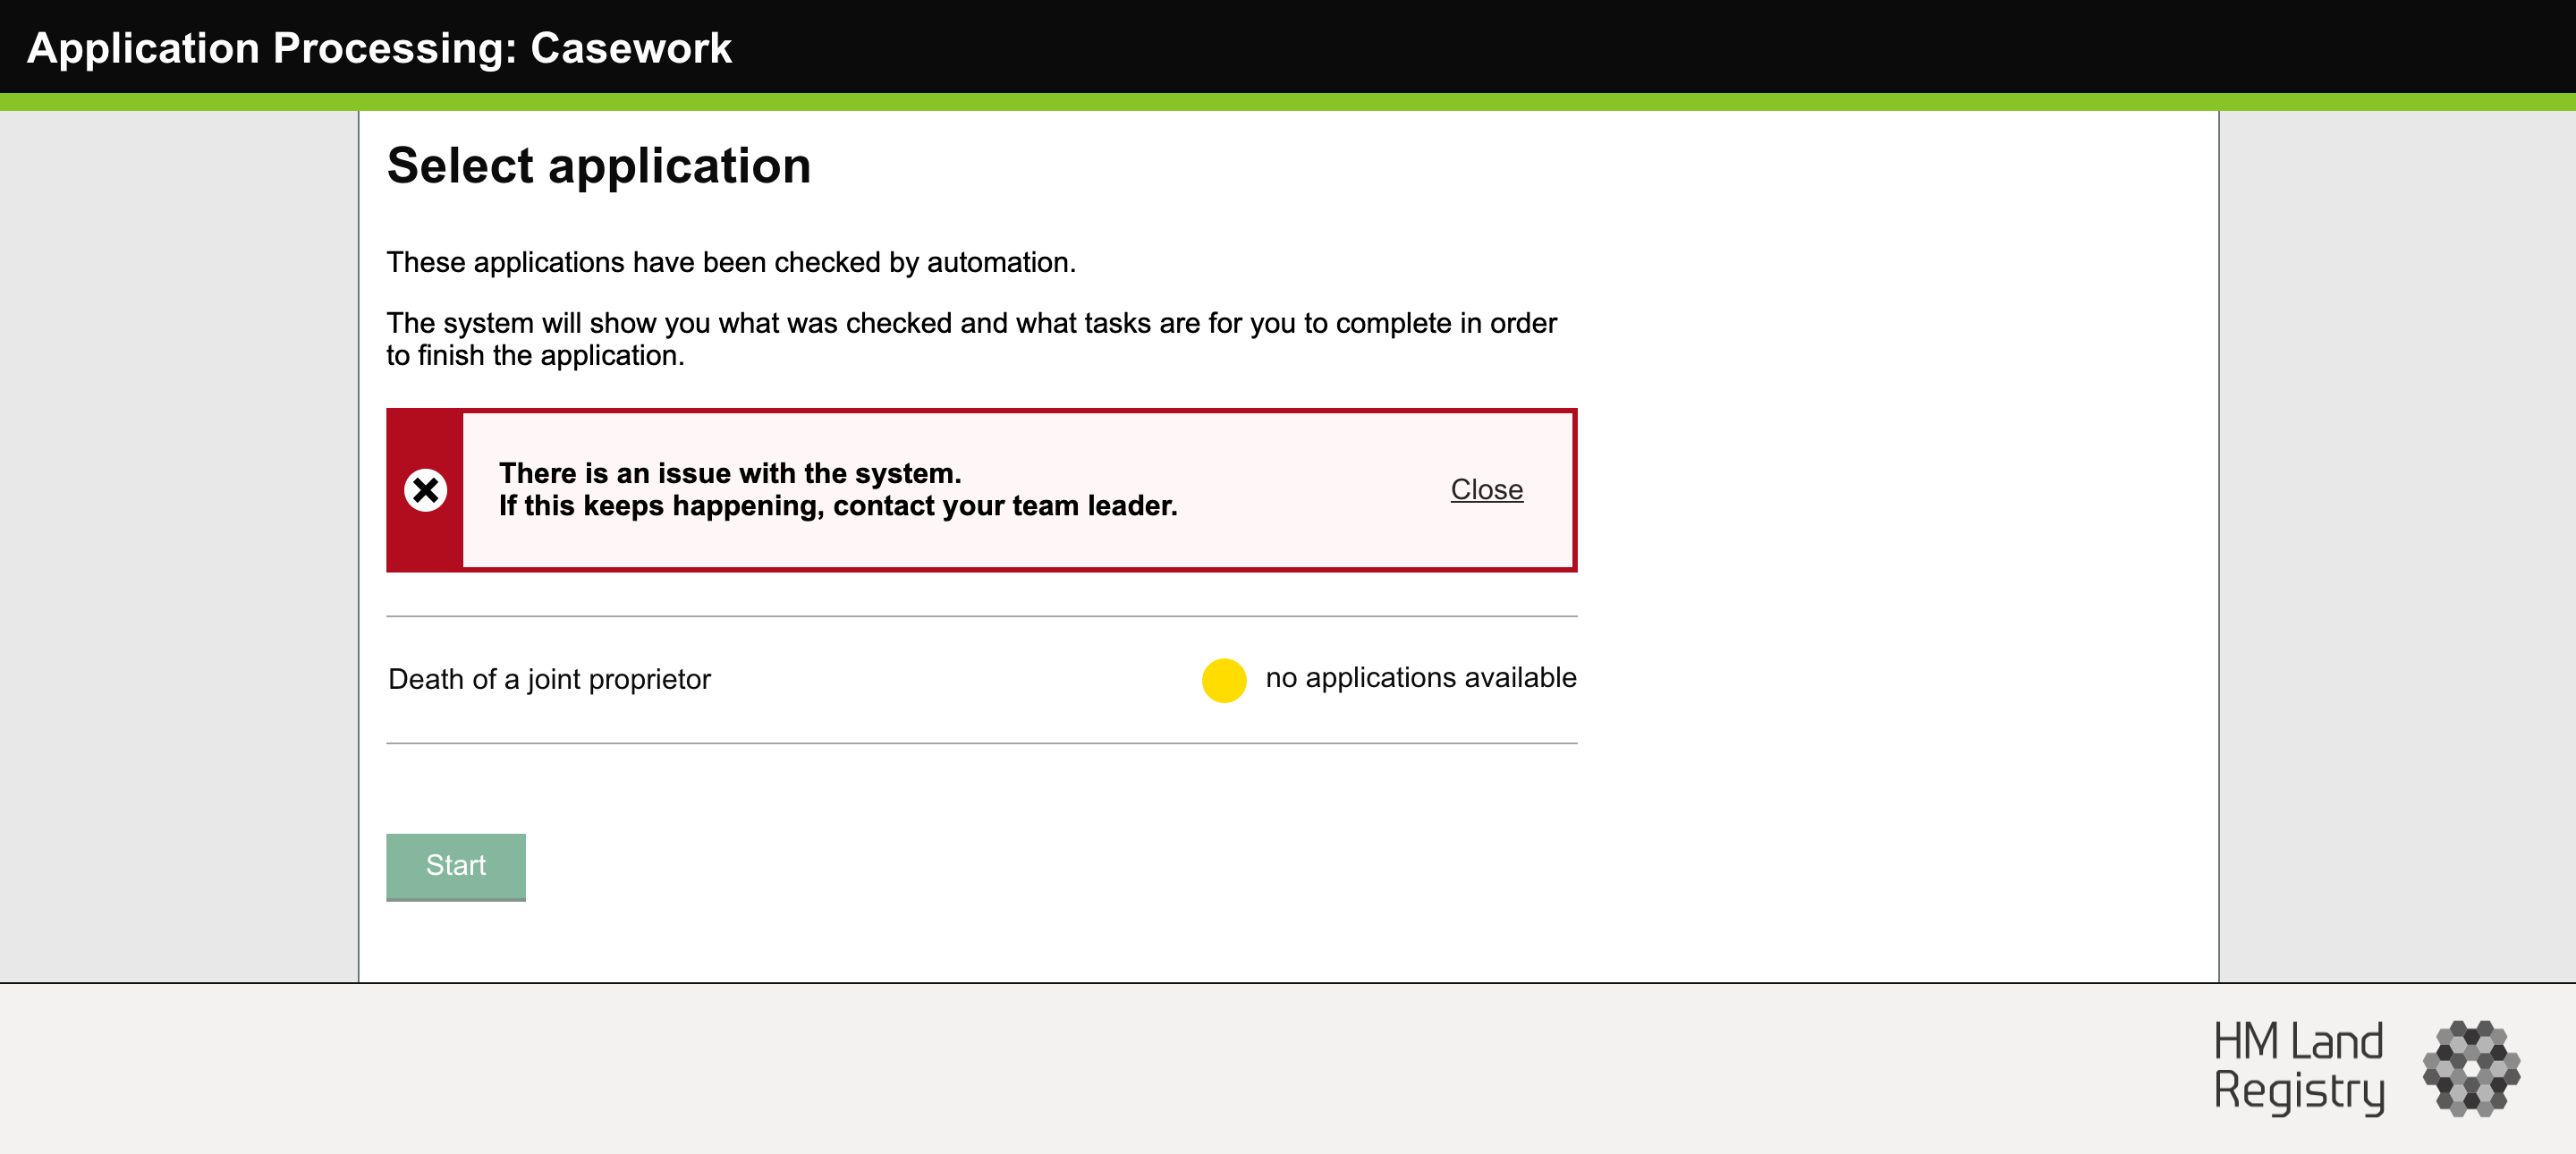 Application Processing: Casework
Select application
These applications have been checked by automation.
The system will show you what was checked and what tasks are for you to complete in order
to finish the application.
There is an issue with the system.
If this keeps happening, contact your team leader.
Close
Death of a joint proprietor
no applications available
Start
HM Land
Registry